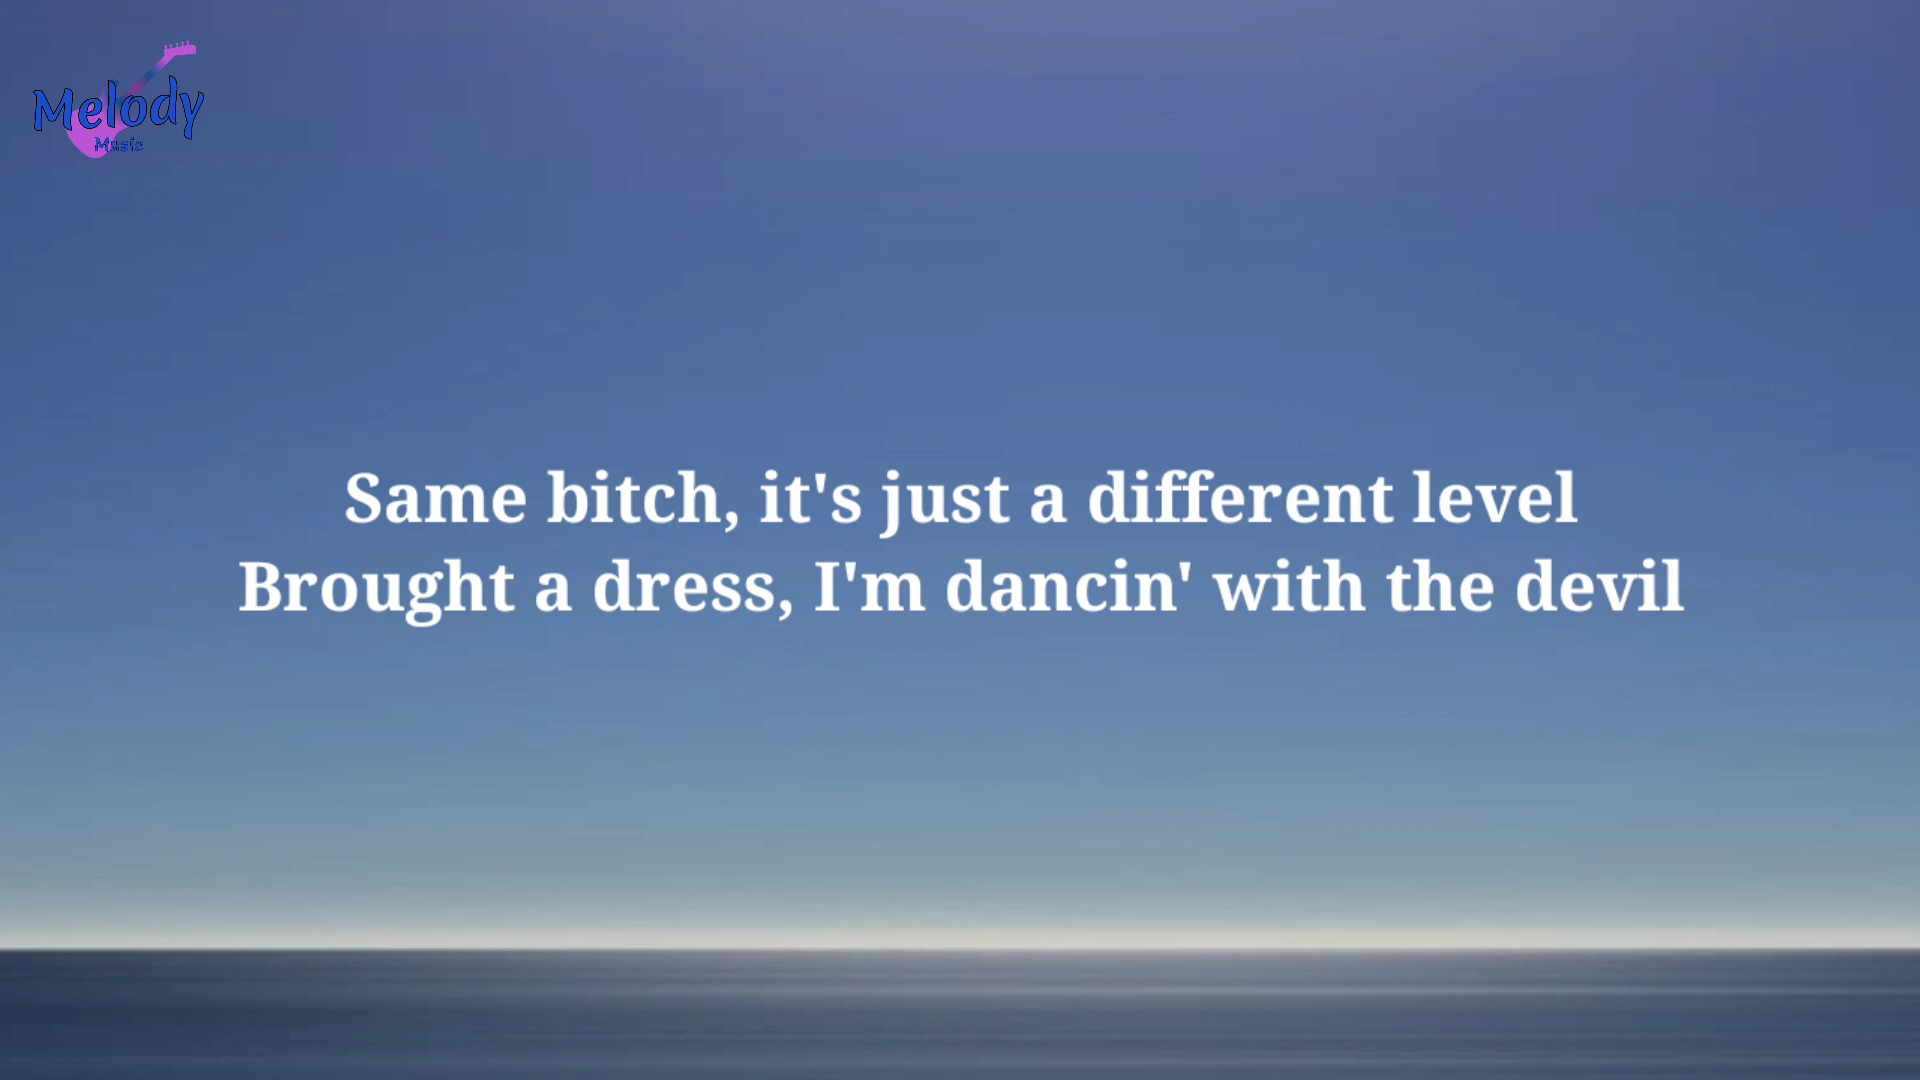 Melody
Music
Same bitch, it's just a different level
Brought a dress, I'm dancin' with the devil